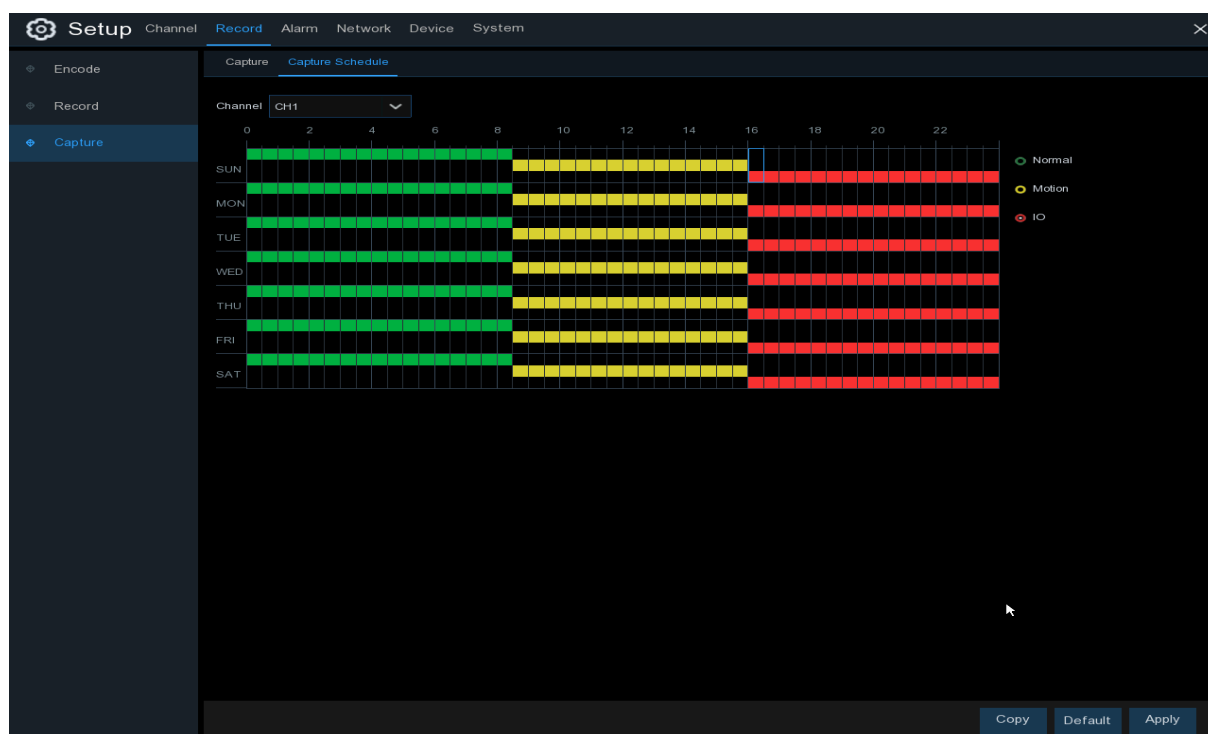 Setup Channel Record Alarm Network Device System
Encode
Record
Capture
Capture Capture Schedule
Channel CH1
0 2 4 6 8 10 12 14 16 18 20 22
SUN
MON
TUE
WED
THU
FRI
SAT
Normal
Motion
IO
Copy Default Apply